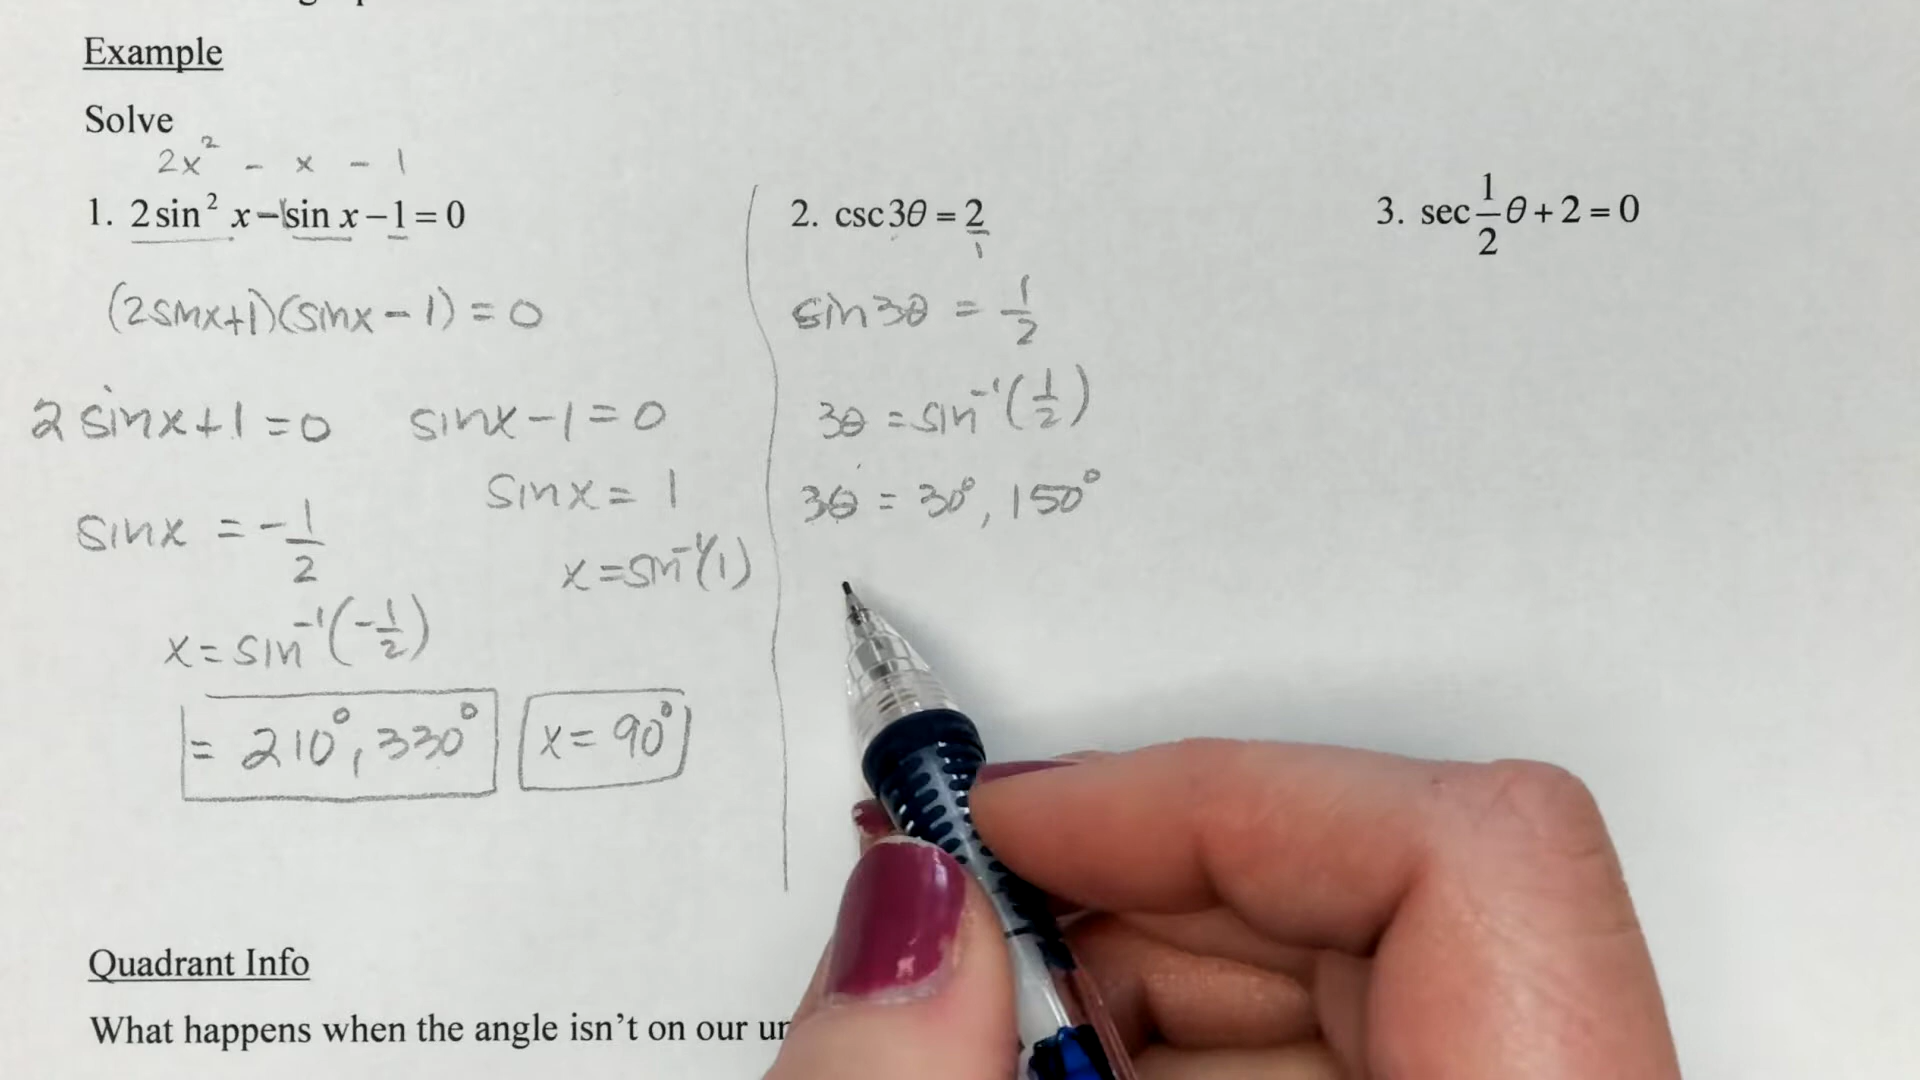 Example
Solve
2x² - x - 1
1. 2 sin² x – sin x – 1 = 0
(2sinx+1)(sinx-1) = 0
2 sinx+1 = 0
sinx = -1/2
x = sin⁻¹(-1/2)
= 210°, 330°
sinx-1 = 0
sinx = 1
x = sin⁻¹(1)
x = 90°
2. csc 3θ = 2
1
sin3θ = 1/2
3θ = sin⁻¹(1/2)
3θ = 30°, 150°
3. sec 1/2 θ + 2 = 0
Quadrant Info
What happens when the angle isn’t on our